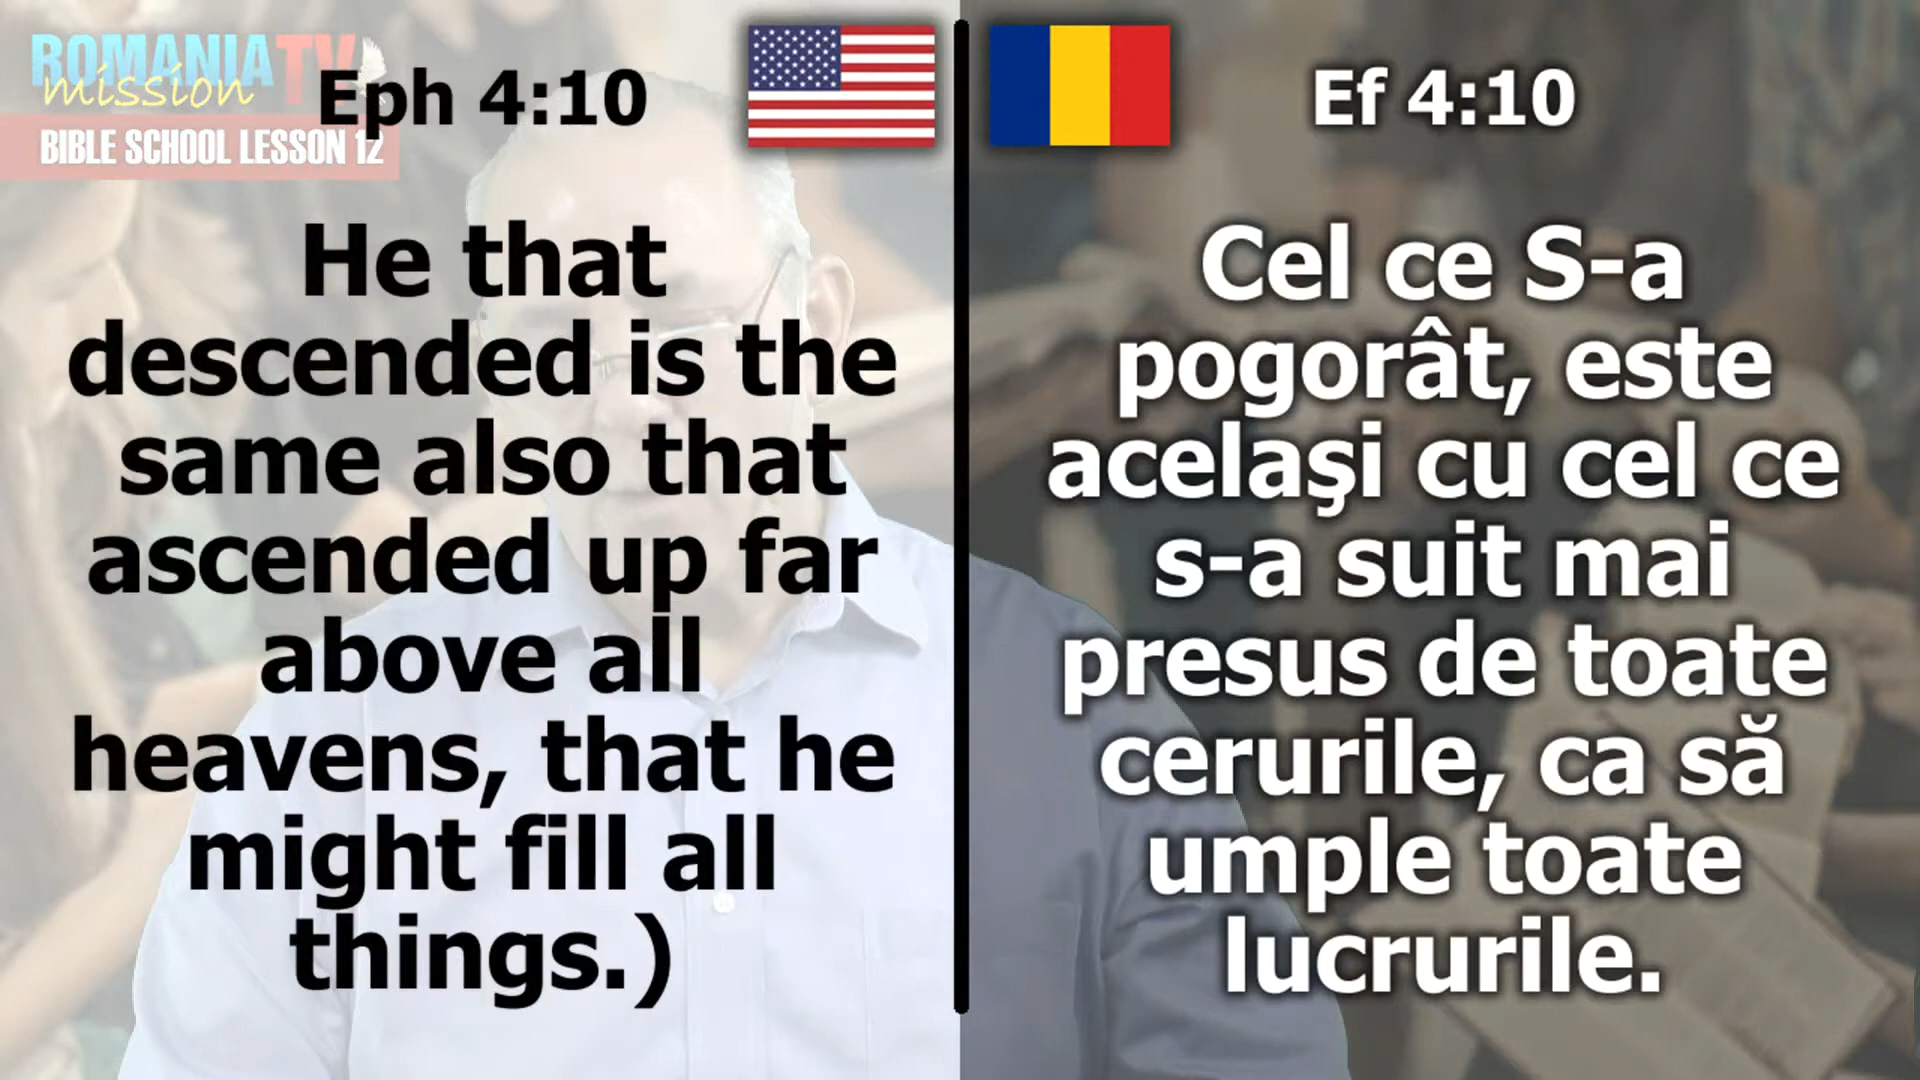 ROMANIA TV
mission
BIBLE SCHOOL LESSON 12
Eph 4:10
He that
descended is the
same also that
ascended up far
above all
heavens, that he
might fill all
things.)
Ef 4:10
Cel ce S-a
pogorât, este
acelaşi cu cel ce
s-a suit mai
presus de toate
cerurile, ca să
umple toate
lucrurile.